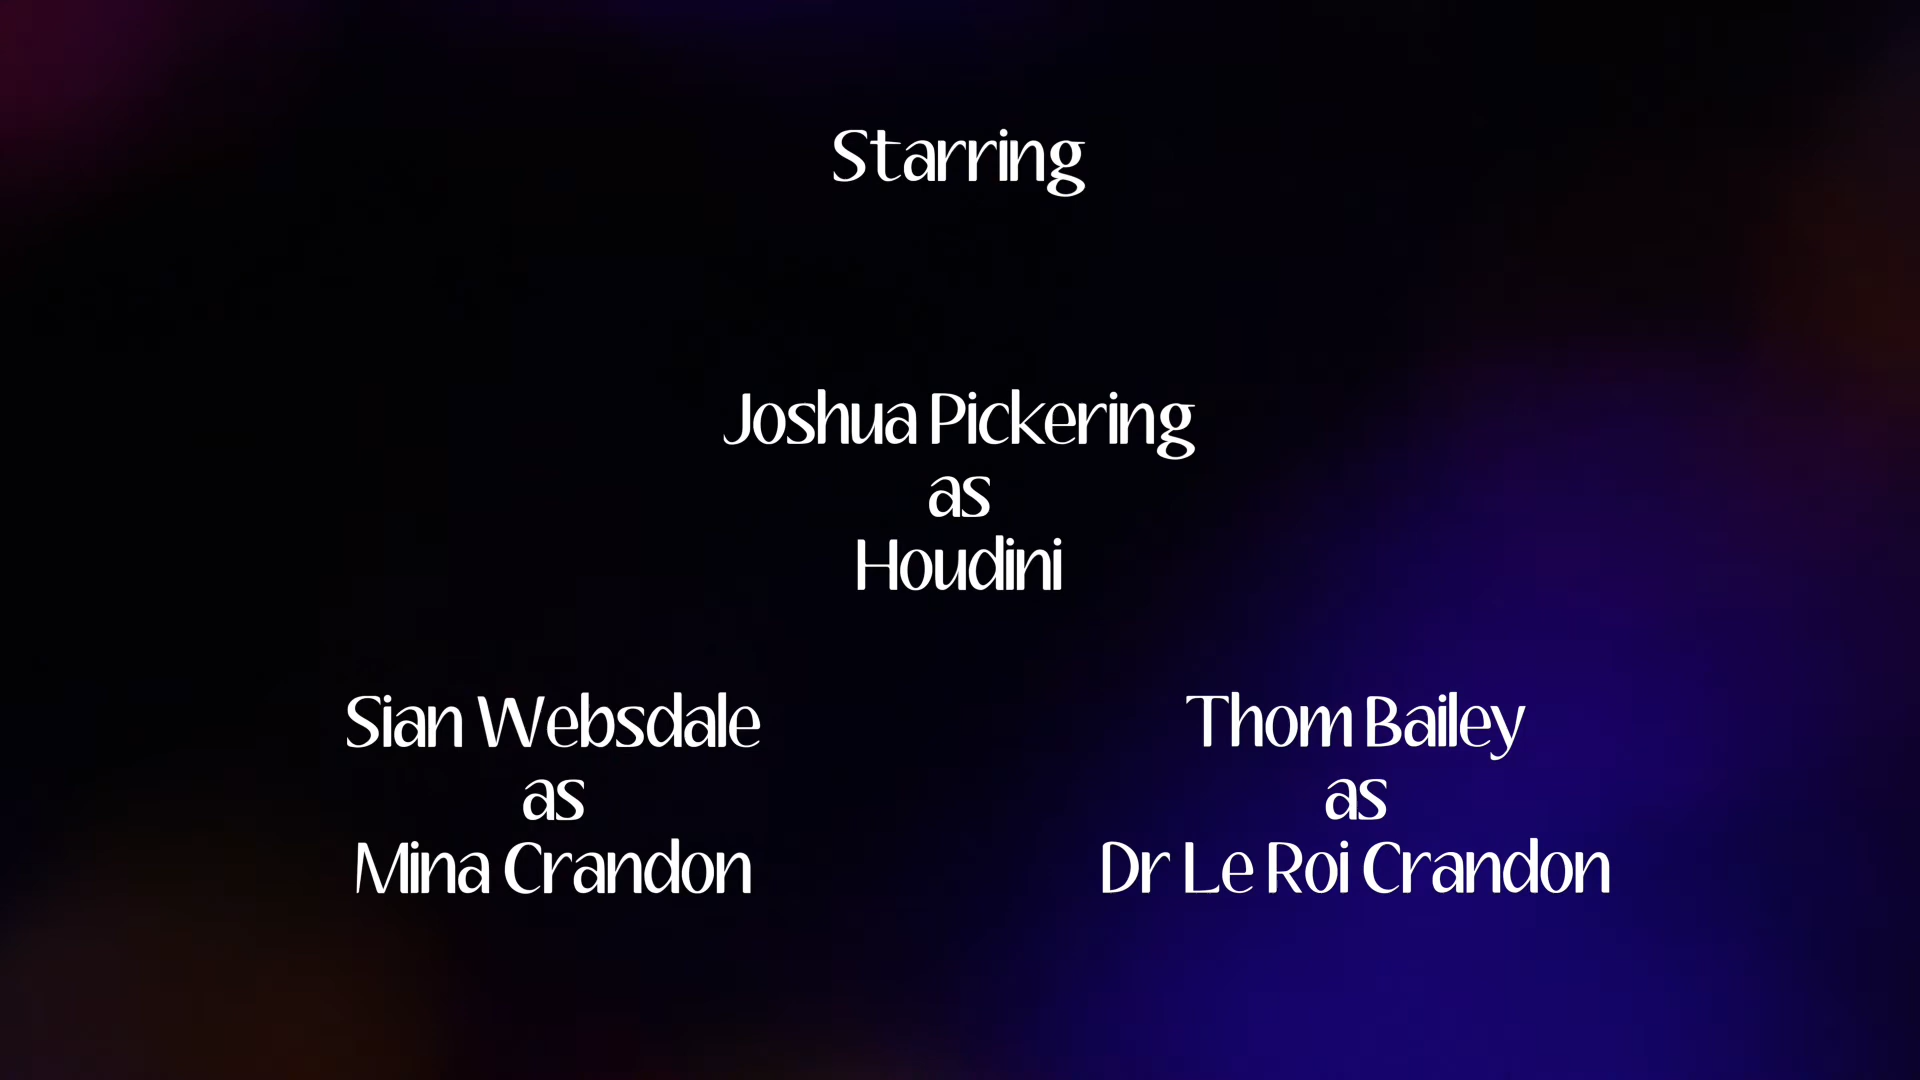 Starring
Joshua Pickering
as
Houdini
Sian Websdale
as
Mina Crandon
Thom Bailey
as
Dr Le Roi Crandon